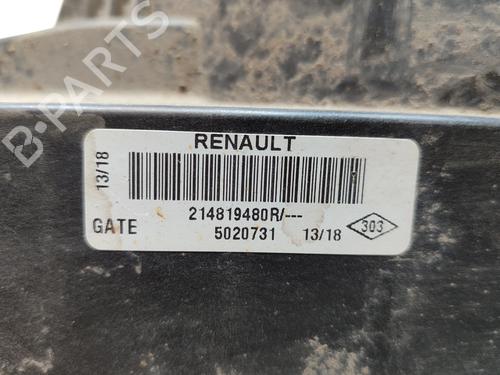 RENAULT
13/18
214819480R/---
GATE 5020731 13/18 303
B-PARTS